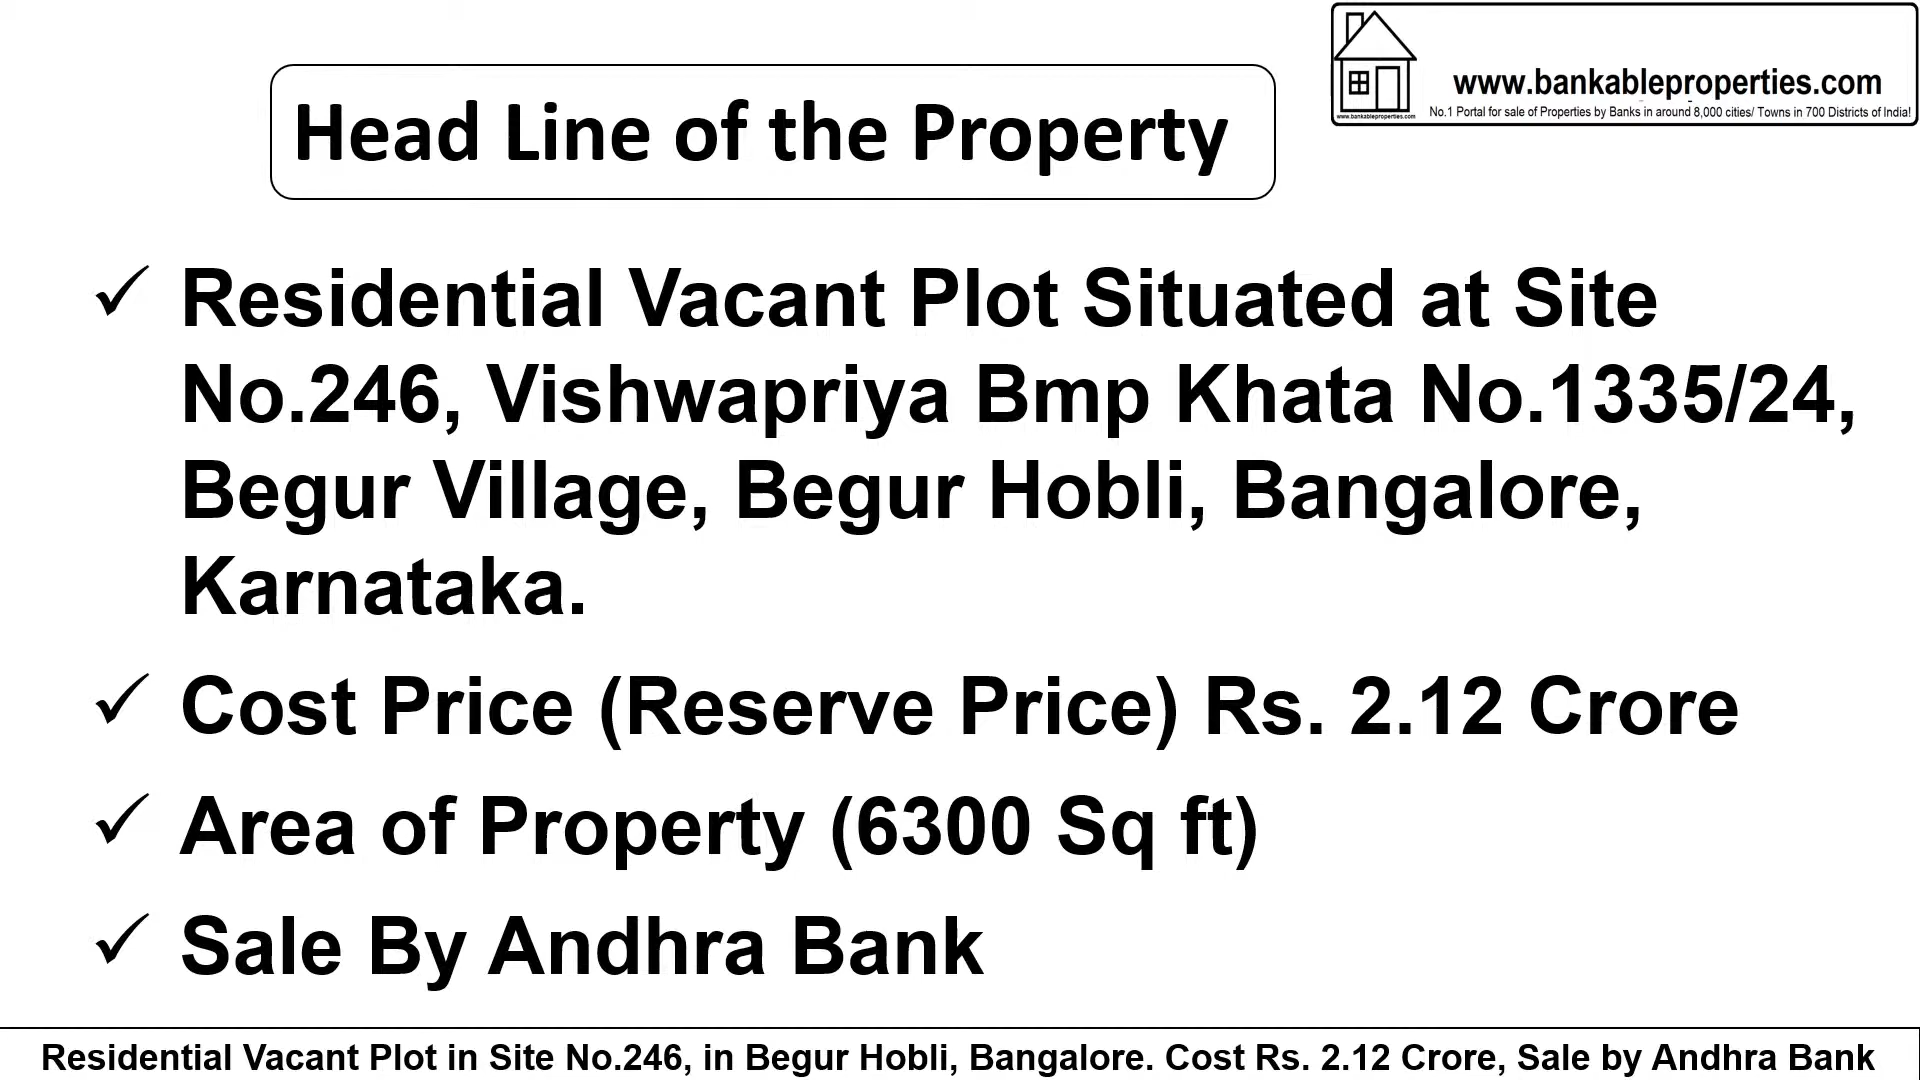 www.bankableproperties.com
No.1 Portal for sale of Properties by Banks in around 8,000 cities/ Towns in 700 Districts of India!
www.bankableproperties.com
Head Line of the Property
✓ Residential Vacant Plot Situated at Site
No.246, Vishwapriya Bmp Khata No.1335/24,
Begur Village, Begur Hobli, Bangalore,
Karnataka.
✓ Cost Price (Reserve Price) Rs. 2.12 Crore
✓ Area of Property (6300 Sq ft)
✓ Sale By Andhra Bank
Residential Vacant Plot in Site No.246, in Begur Hobli, Bangalore. Cost Rs. 2.12 Crore, Sale by Andhra Bank